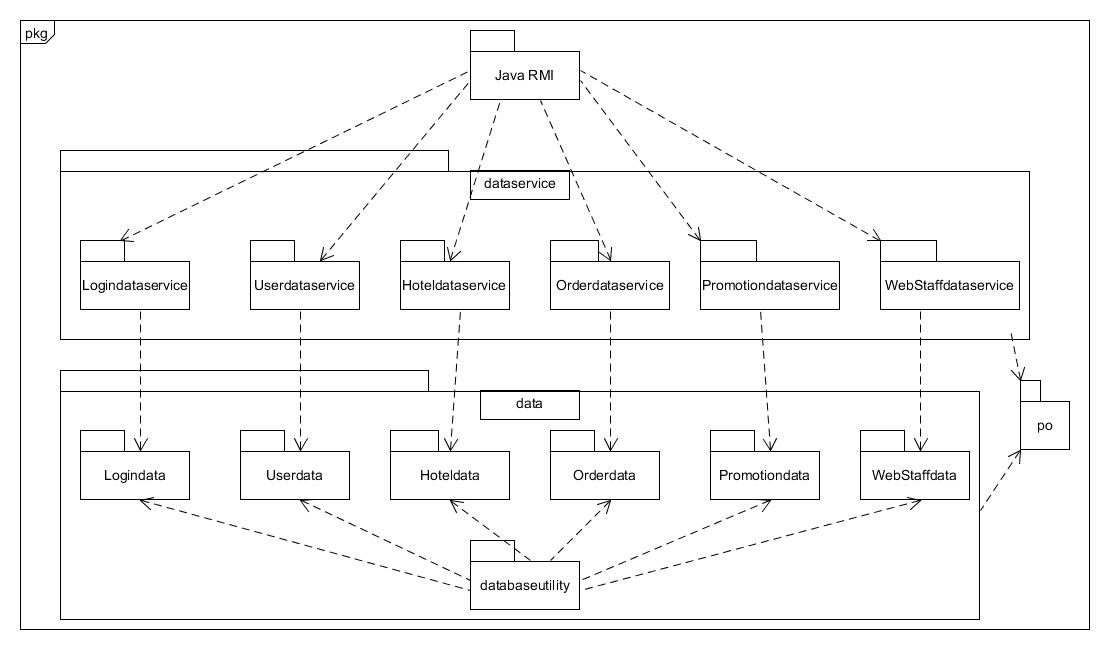 pkg
Java RMI
dataservice
Logindataservice
Userdataservice
Hoteldataservice
Orderdataservice
Promotiondataservice
WebStaffdataservice
data
po
Logindata
Userdata
Hoteldata
Orderdata
Promotiondata
WebStaffdata
databaseutility